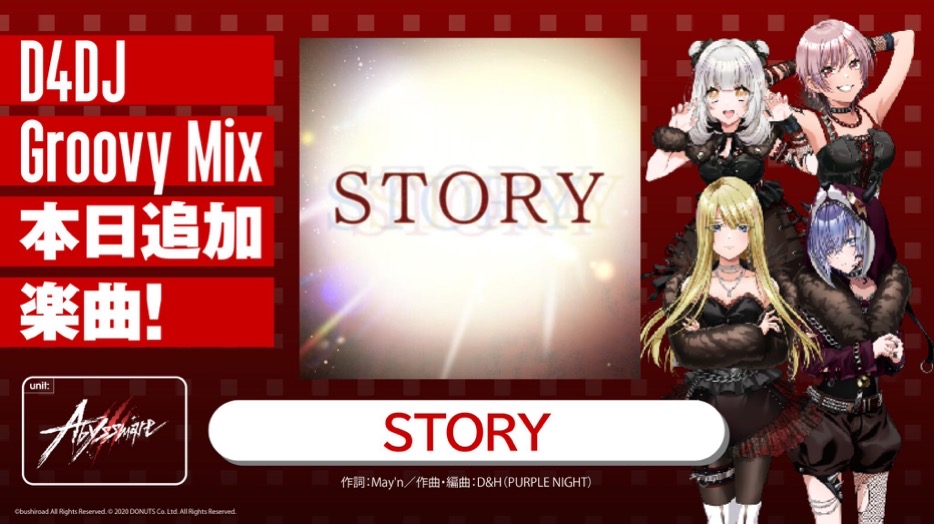 D4DJ
Groovy Mix
本日追加
楽曲!
STORY
unit:
Abyssmare
STORY
作詞：May'n／作曲・編曲：D&H（PURPLE NIGHT）
©bushiroad All Rights Reserved. © 2020 DONUTS Co. Ltd. All Rights Reserved.